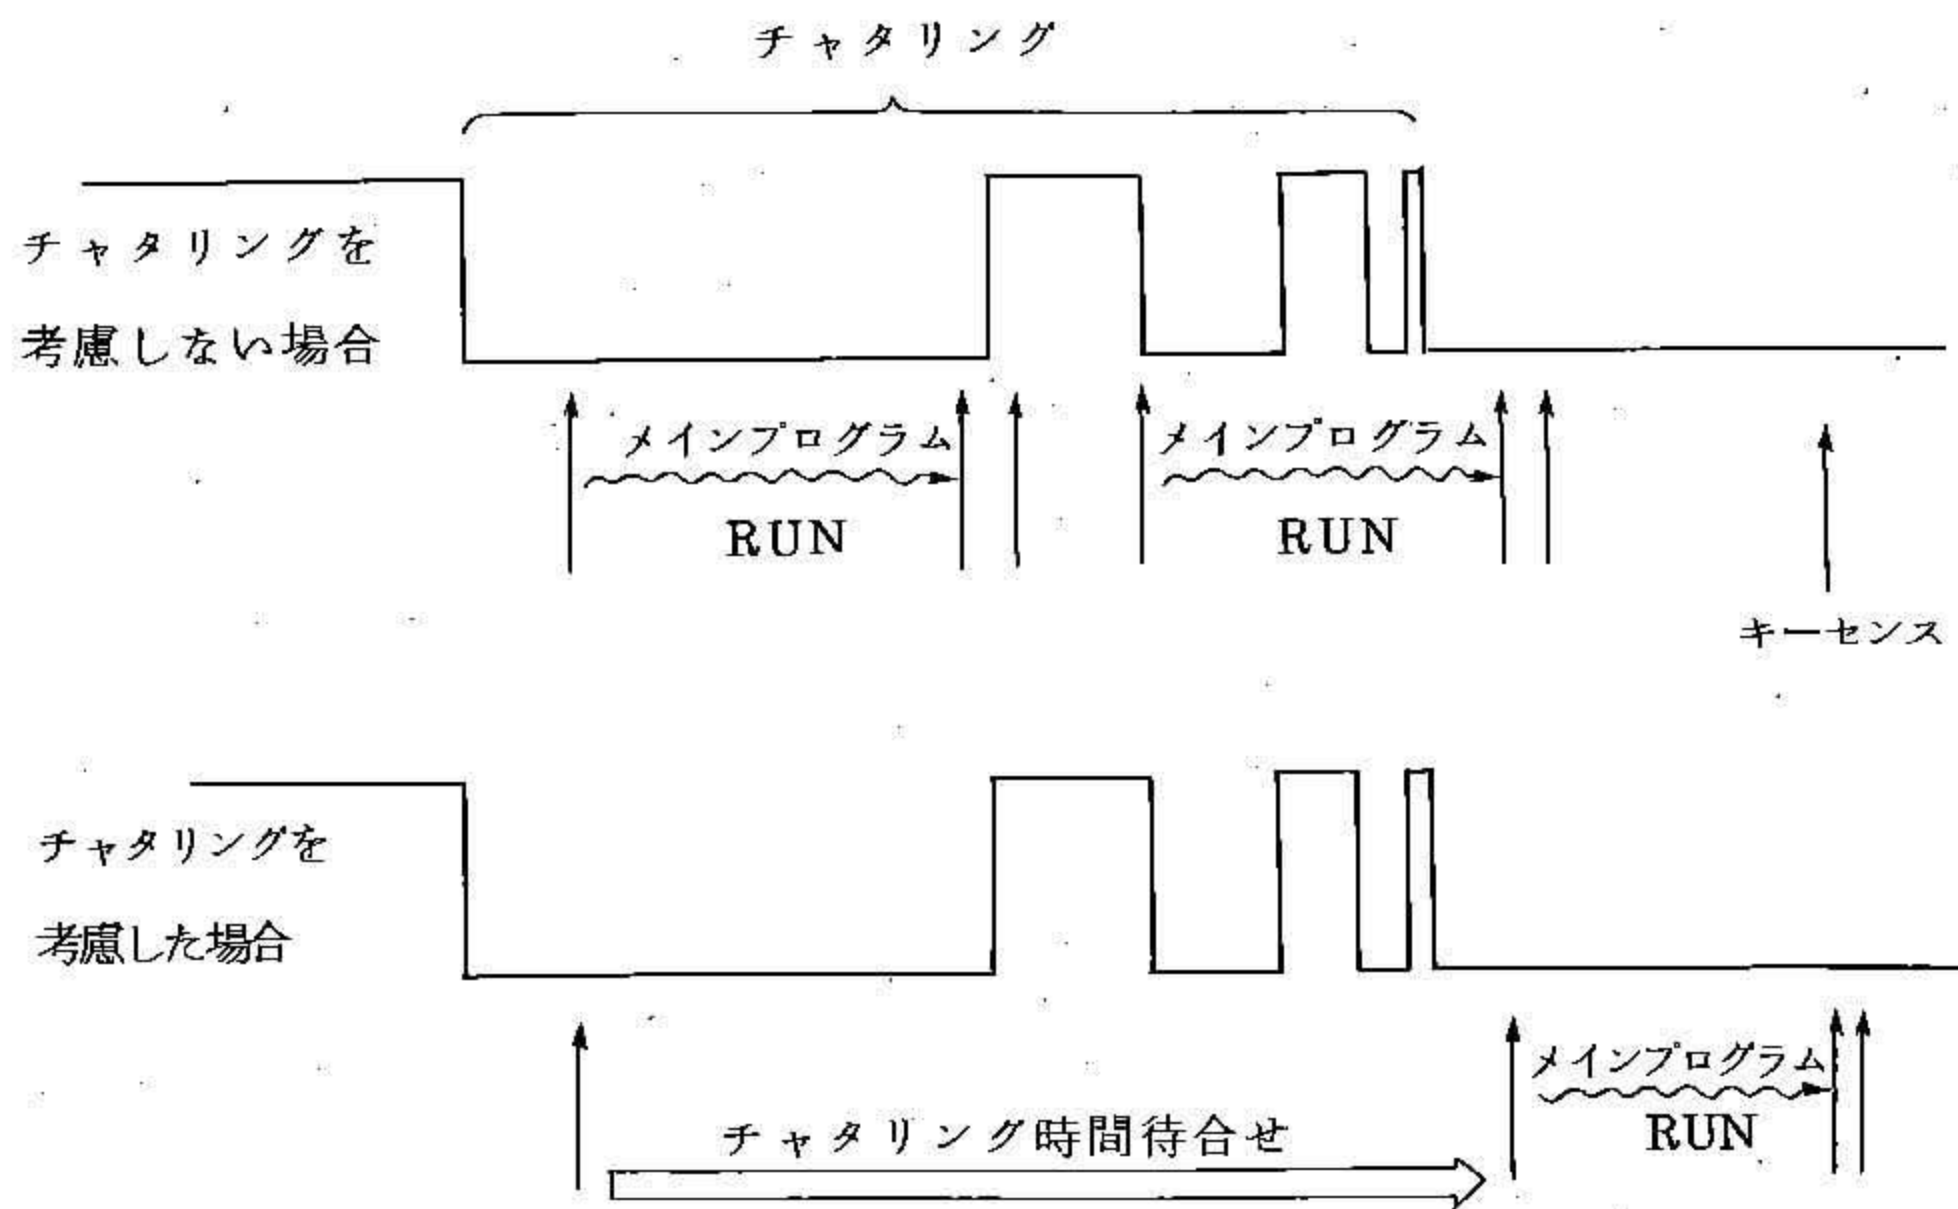 チャタリング
チャタリングを
考慮しない場合
メインプログラム
メインプログラム
RUN
RUN
キーセンス
チャタリングを
考慮した場合
メインプログラム
RUN
チャタリング時間待合せ